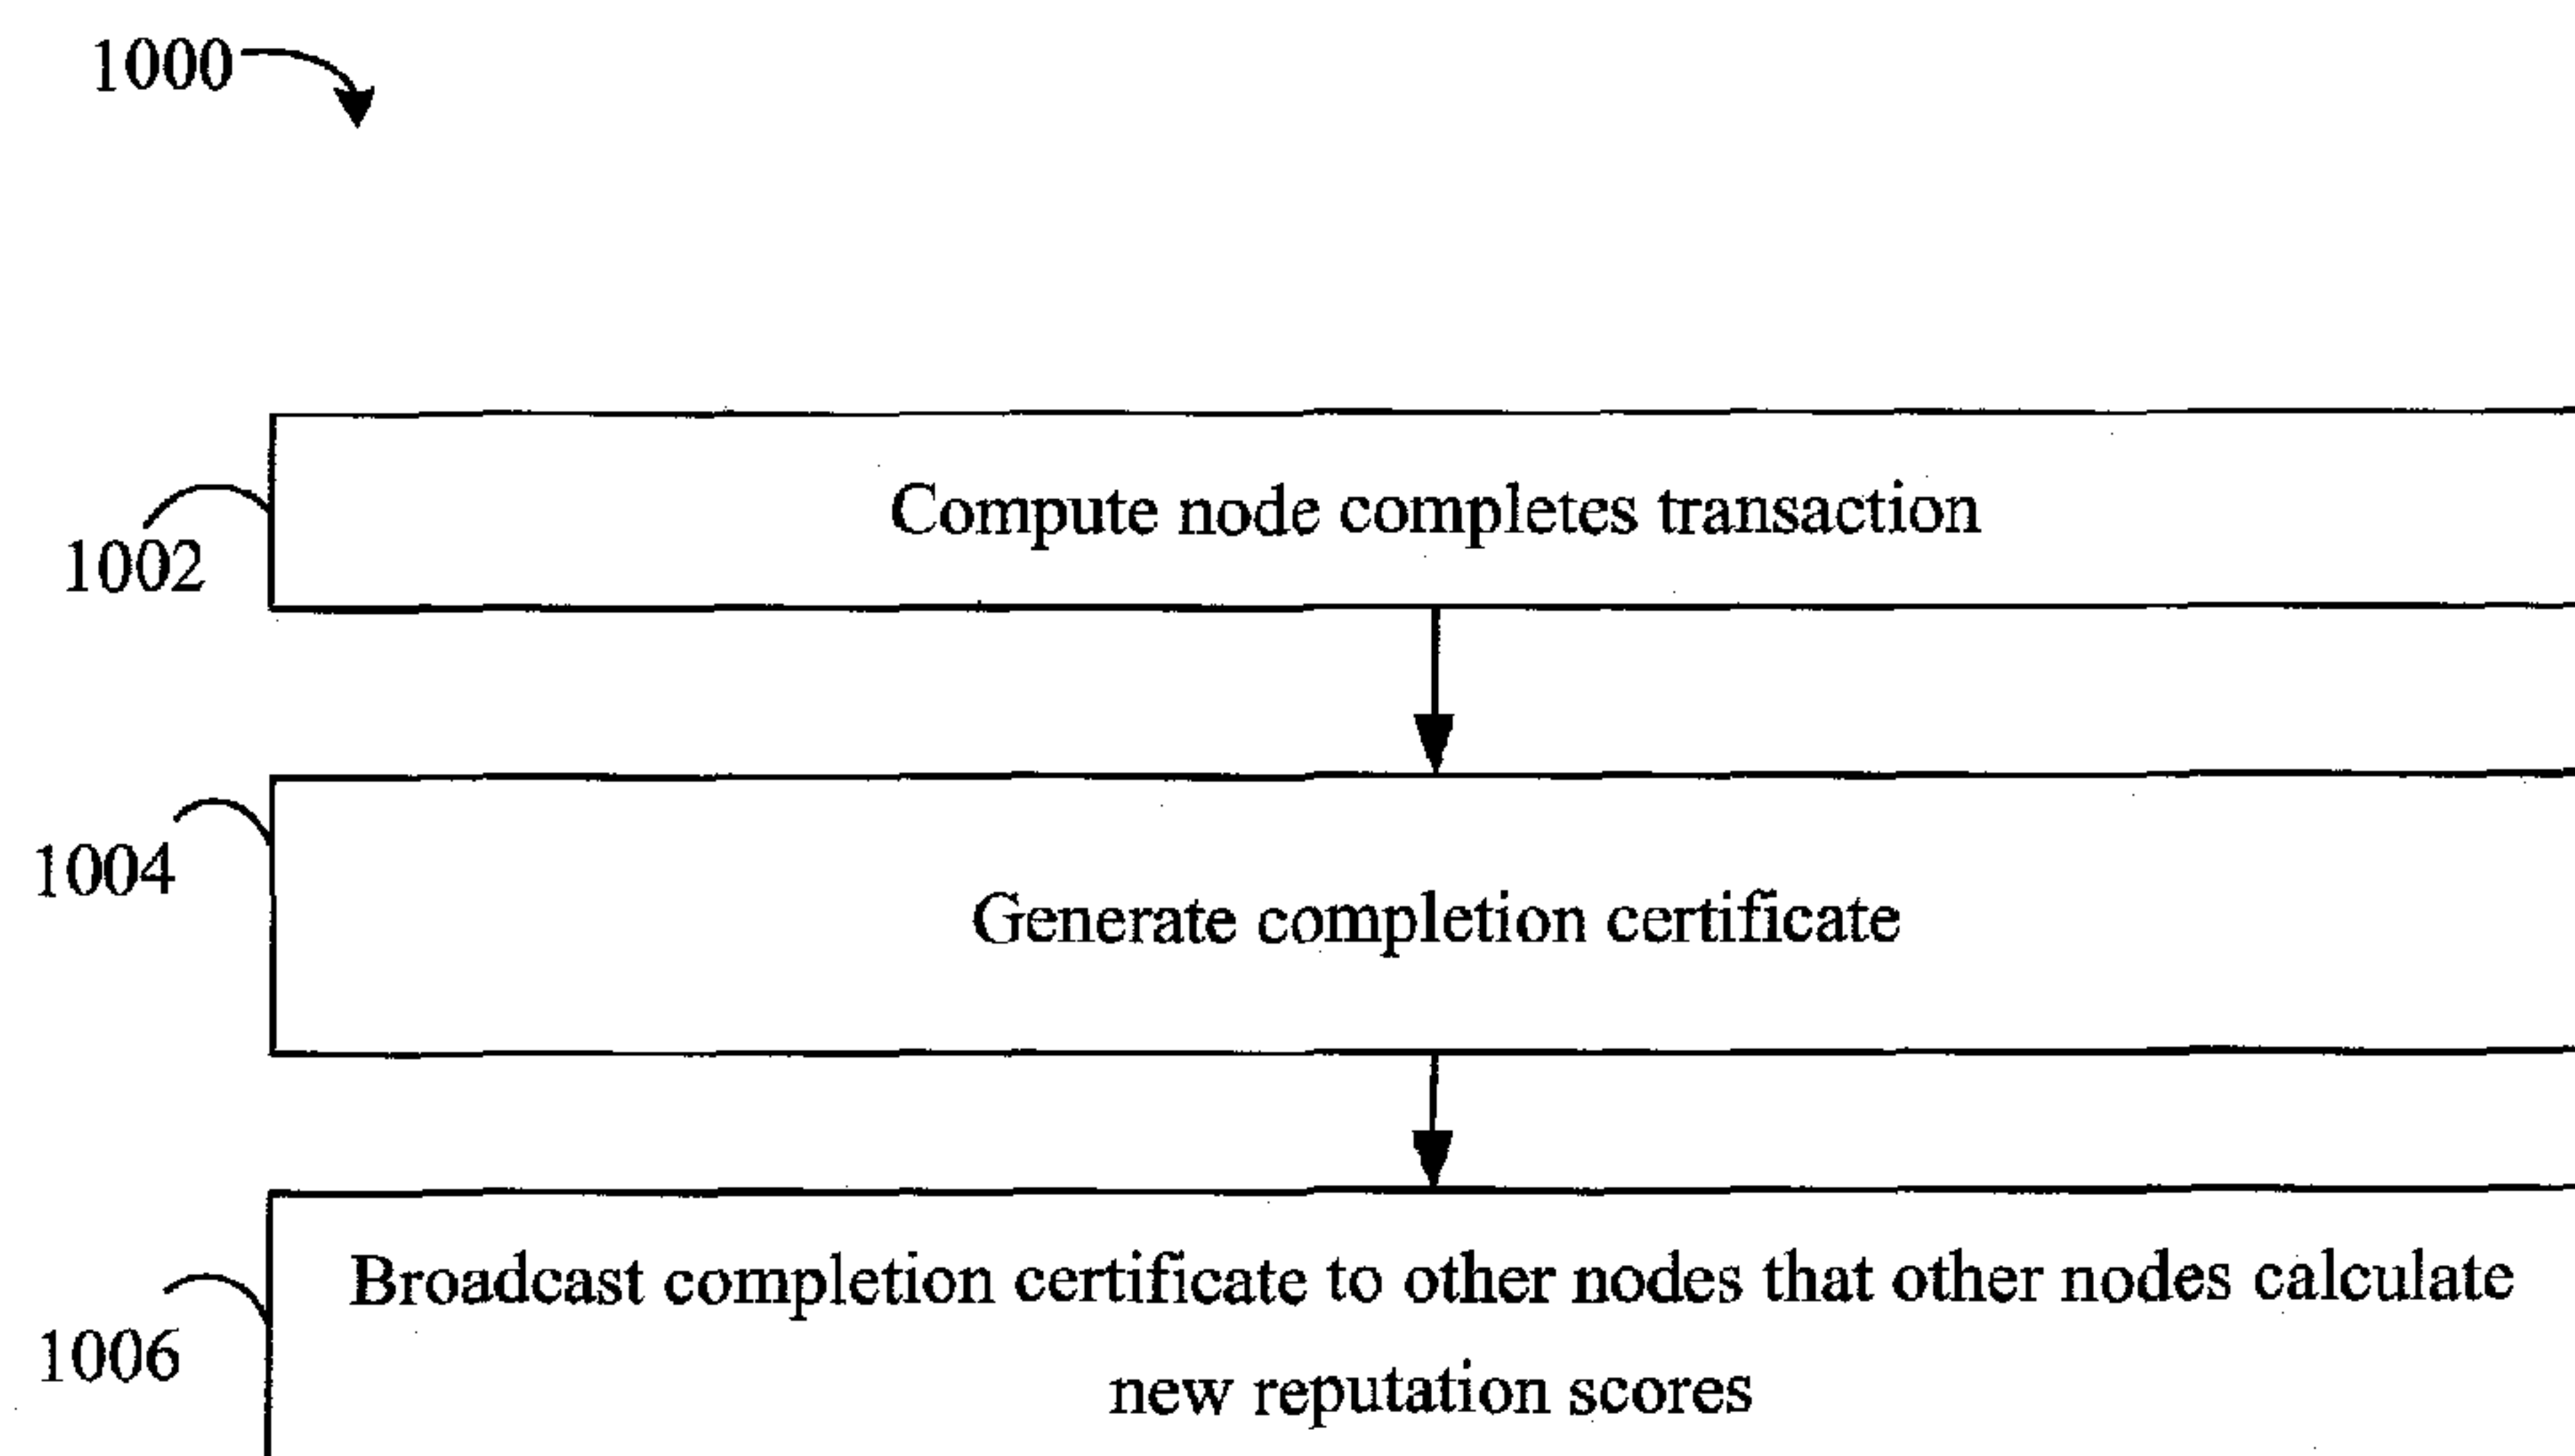 1000
Compute node completes transaction
1002
1004
Generate completion certificate
Broadcast completion certificate to other nodes that other nodes calculate
1006
new reputation scores